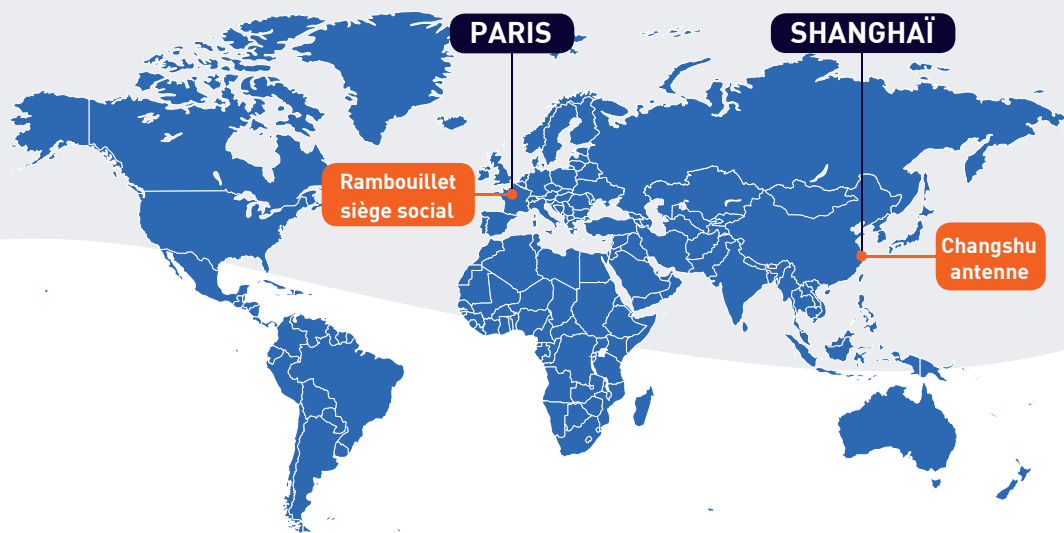 PARIS
SHANGHAÏ
Rambouillet
siège social
Changshu
antenne